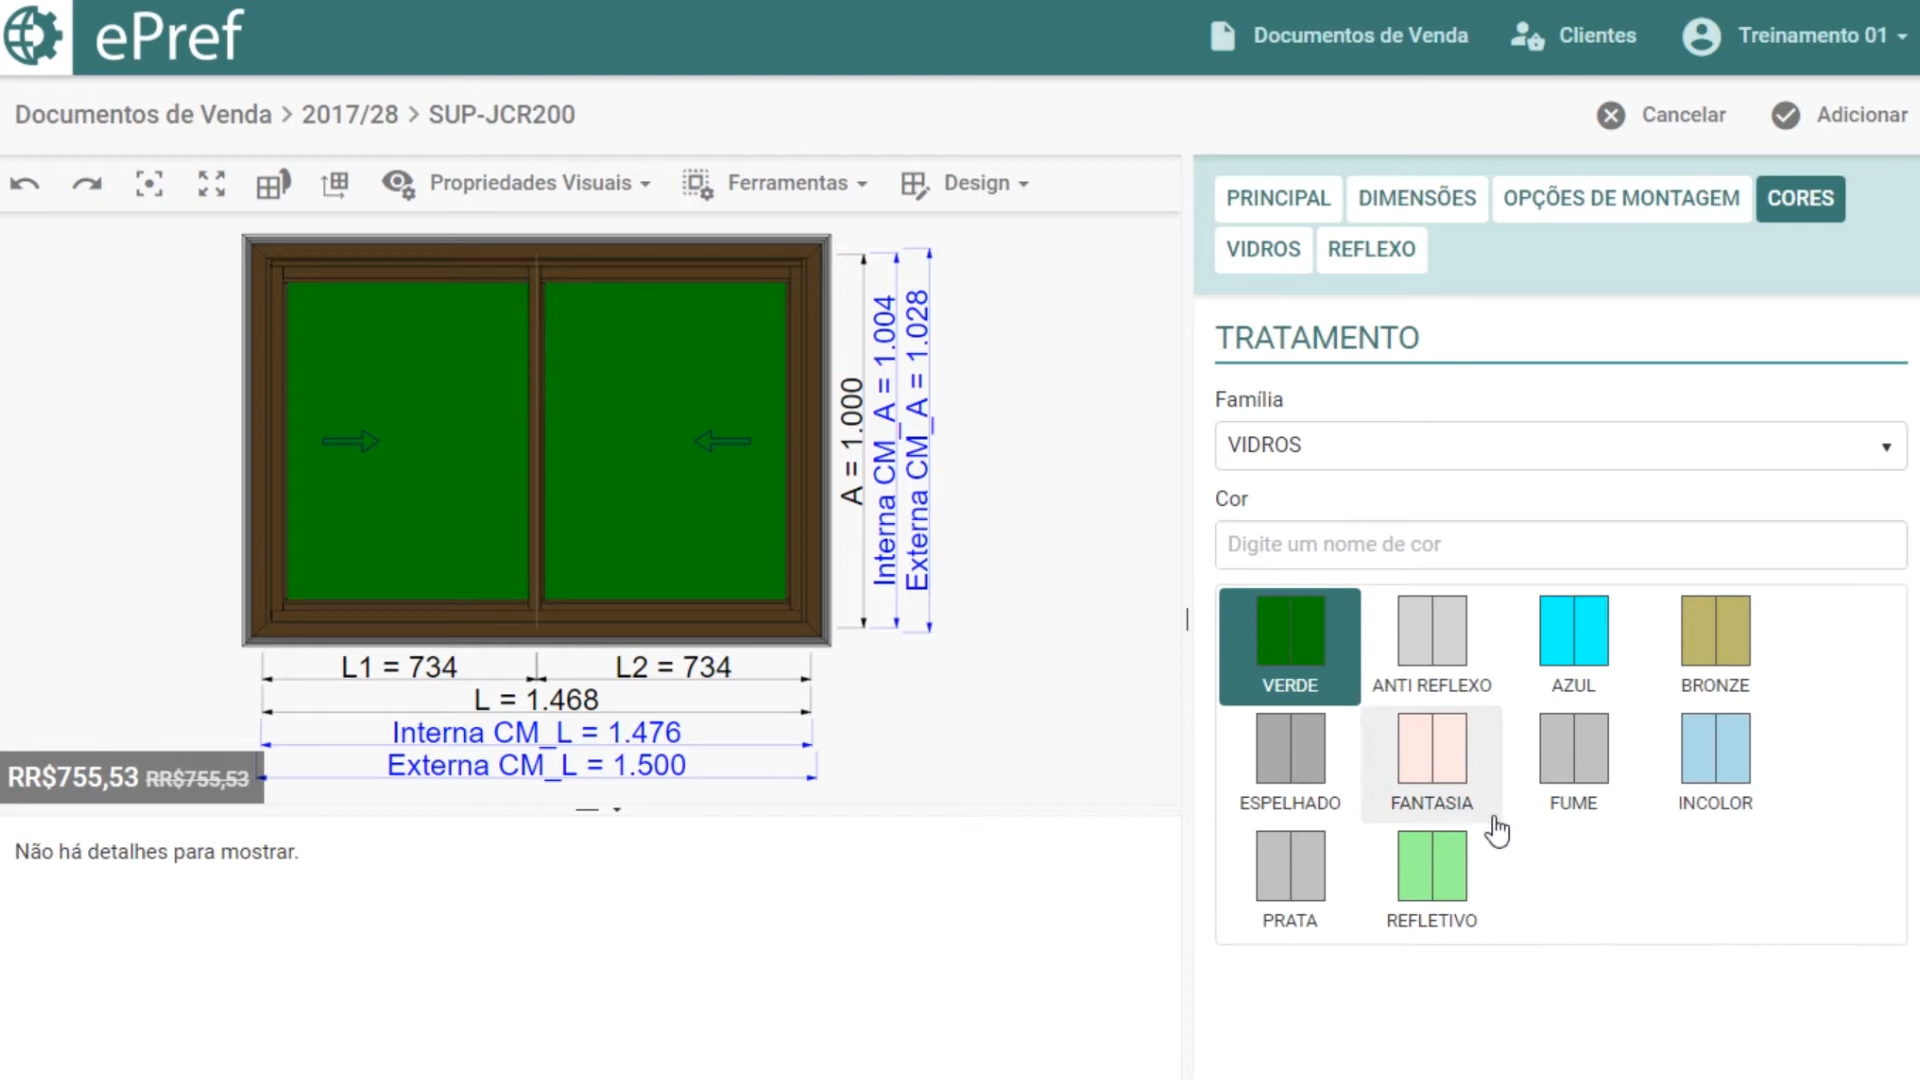 ePref
Documentos de Venda
Clientes
Treinamento 01
Documentos de Venda > 2017/28 > SUP-JCR200
Cancelar
Adicionar
Propriedades Visuais
Ferramentas
Design
PRINCIPAL
DIMENSÕES
OPÇÕES DE MONTAGEM
CORES
VIDROS
REFLEXO
A = 1.000
Interna CM_A = 1.004
Externa CM_A = 1.028
L1 = 734
L2 = 734
L = 1.468
Interna CM_L = 1.476
Externa CM_L = 1.500
RR$755,53 RR$755,53
Não há detalhes para mostrar.
TRATAMENTO
Família
VIDROS
Cor
Digite um nome de cor
VERDE
ANTI REFLEXO
AZUL
BRONZE
ESPELHADO
FANTASIA
FUME
INCOLOR
PRATA
REFLETIVO